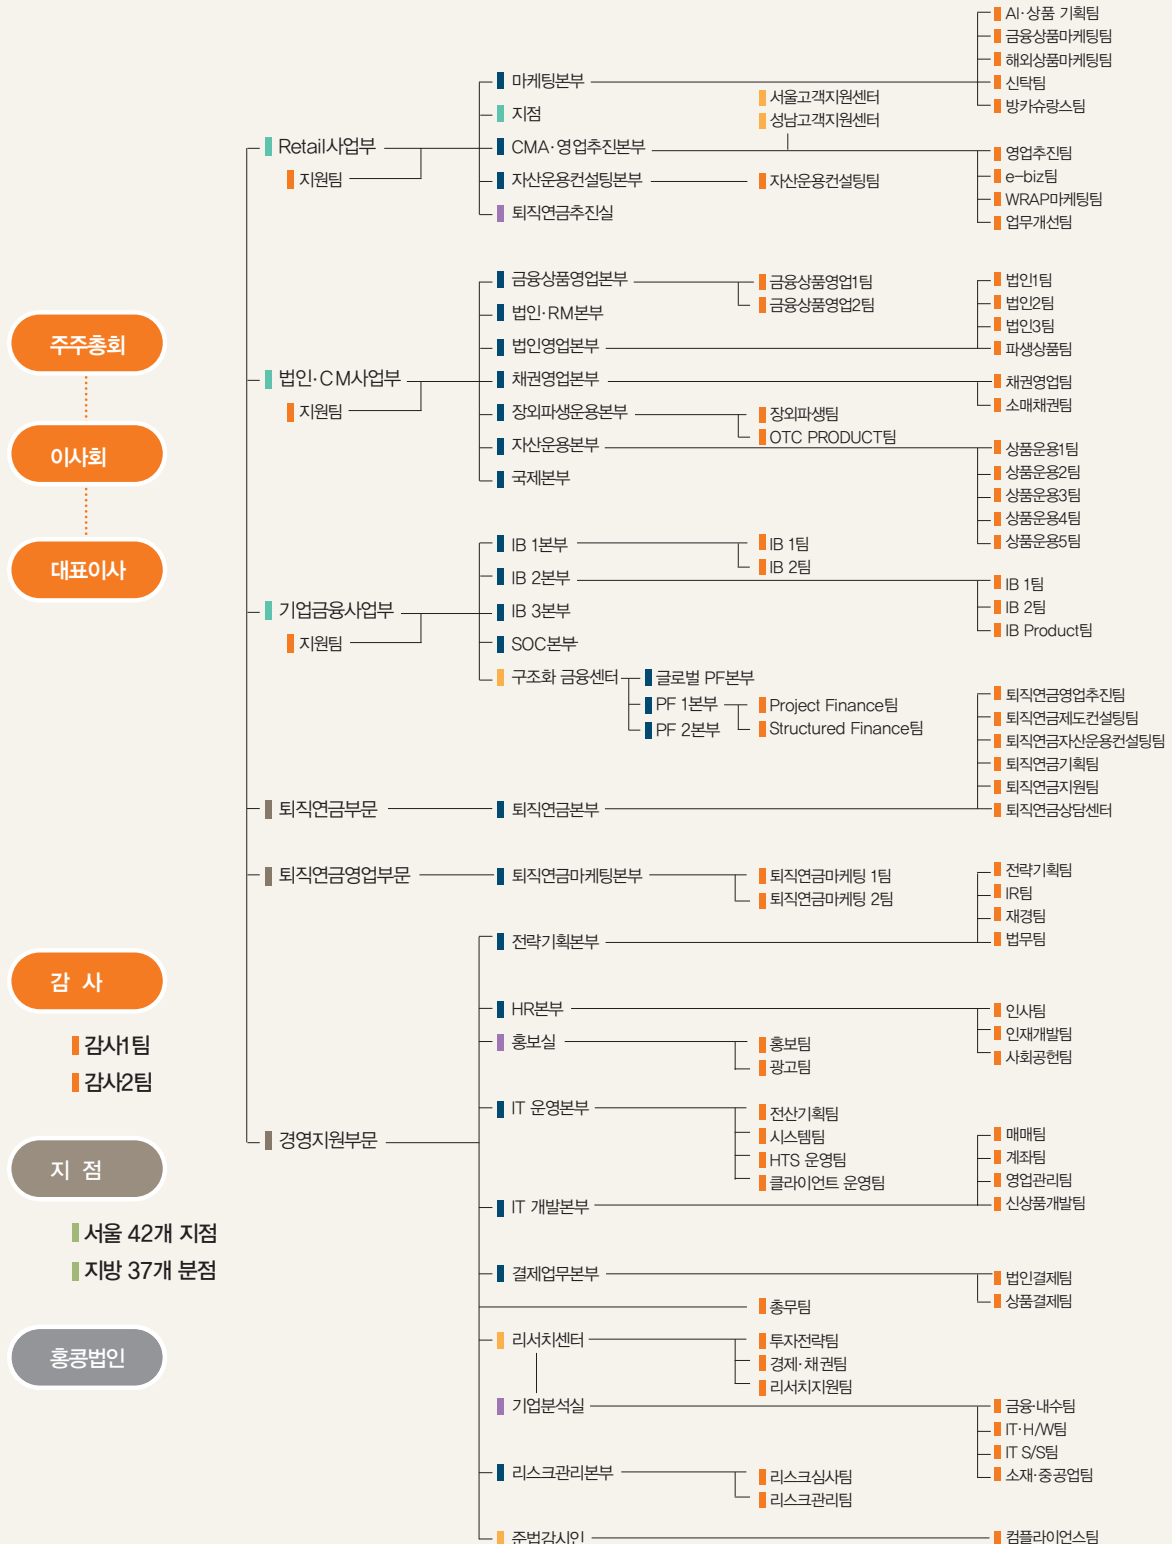 주주총회
이사회
대표이사
감 사
감사1팀
감사2팀
지 점
서울 42개 지점
지방 37개 분점
홍콩법인
Retail사업부
지원팀
마케팅본부
AI·상품 기획팀
금융상품마케팅팀
해외상품마케팅팀
신탁팀
방카슈랑스팀
지점
서울고객지원센터
성남고객지원센터
CMA·영업추진본부
영업추진팀
e-biz팀
WRAP마케팅팀
업무개선팀
자산운용컨설팅본부
자산운용컨설팅팀
퇴직연금추진실
법인·CM사업부
지원팀
금융상품영업본부
금융상품영업1팀
금융상품영업2팀
법인·RM본부
법인영업본부
법인1팀
법인2팀
법인3팀
파생상품팀
채권영업본부
채권영업팀
소매채권팀
장외파생운용본부
장외파생팀
OTC PRODUCT팀
자산운용본부
상품운용1팀
상품운용2팀
상품운용3팀
상품운용4팀
상품운용5팀
국제본부
기업금융사업부
지원팀
IB 1본부
IB 1팀
IB 2팀
IB 2본부
IB 1팀
IB 2팀
IB Product팀
IB 3본부
SOC본부
구조화 금융센터
글로벌 PF본부
PF 1본부
Project Finance팀
Structured Finance팀
PF 2본부
퇴직연금부문
퇴직연금본부
퇴직연금영업추진팀
퇴직연금제도컨설팅팀
퇴직연금자산운용컨설팅팀
퇴직연금기획팀
퇴직연금지원팀
퇴직연금상담센터
퇴직연금영업부문
퇴직연금마케팅본부
퇴직연금마케팅 1팀
퇴직연금마케팅 2팀
경영지원부문
전략기획본부
전략기획팀
IR팀
재경팀
법무팀
HR본부
인사팀
인재개발팀
사회공헌팀
홍보실
홍보팀
광고팀
IT 운영본부
전산기획팀
시스템팀
HTS 운영팀
클라이언트 운영팀
IT 개발본부
매매팀
계좌팀
영업관리팀
신상품개발팀
결제업무본부
법인결제팀
상품결제팀
총무팀
리서치센터
투자전략팀
경제·채권팀
리서치지원팀
기업분석실
금융·내수팀
IT·H/W팀
IT S/S팀
소재·중공업팀
리스크관리본부
리스크심사팀
리스크관리팀
준법감시인
컴플라이언스팀